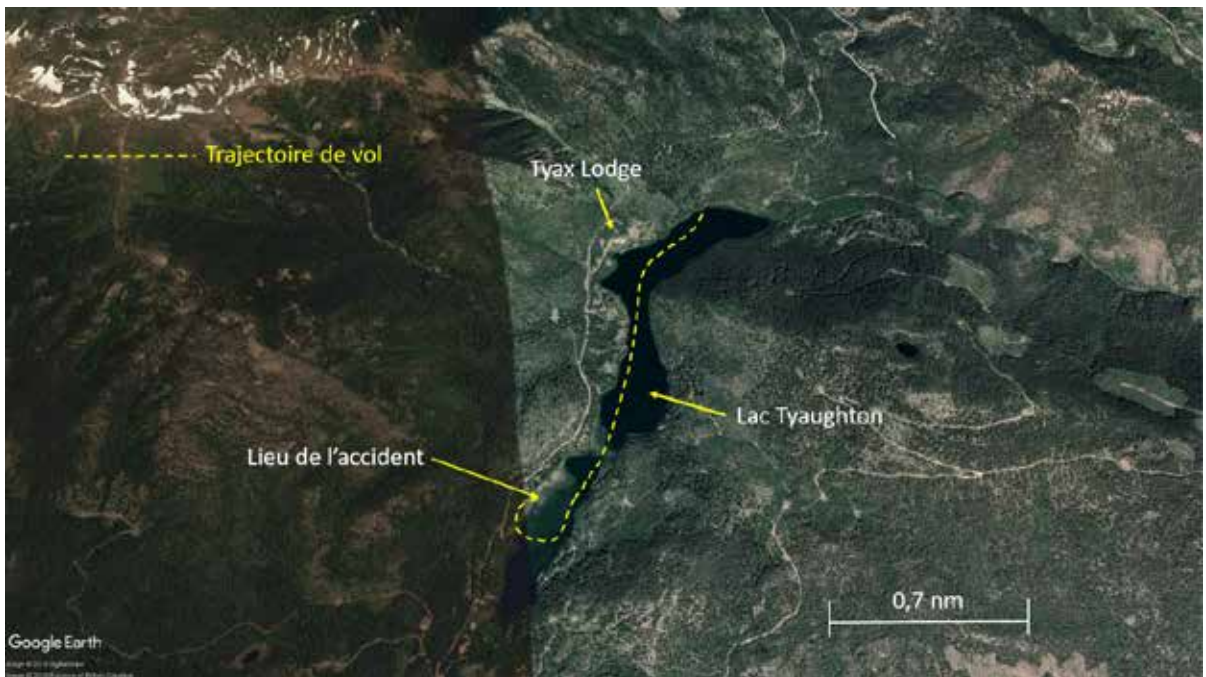 Trajectoire de vol
Tyax Lodge
Lac Tyaughton
Lieu de l'accident
0,7 nm
Google Earth